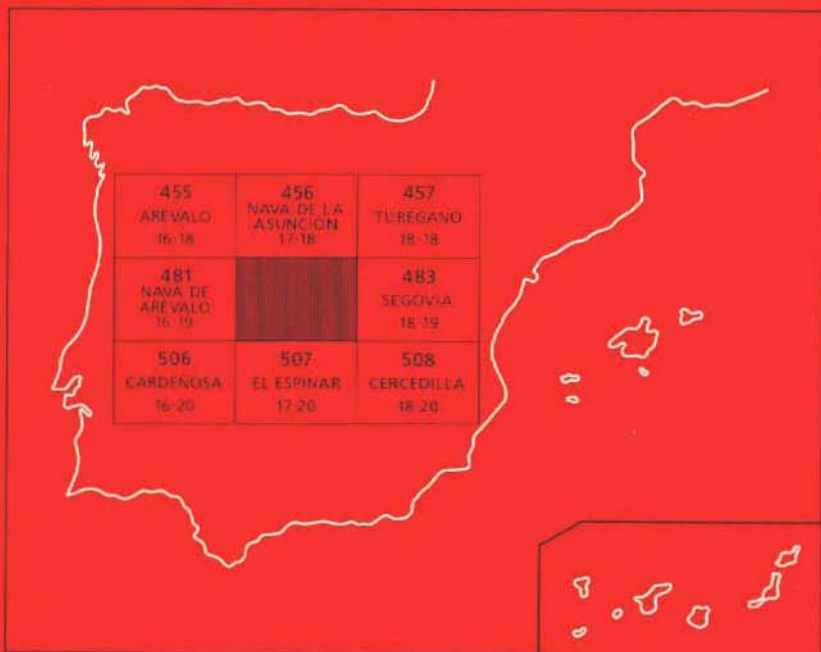 455
AREVALO
16-18
456
NAVA DE LA
ASUNCION
17-18
457
TUREGANO
18-18
481
NAVA DE
AREVALO
16-19
483
SEGOVIA
18-19
506
CARDEÑOSA
16-20
507
EL ESPINAR
17-20
508
CERCEDILLA
18-20